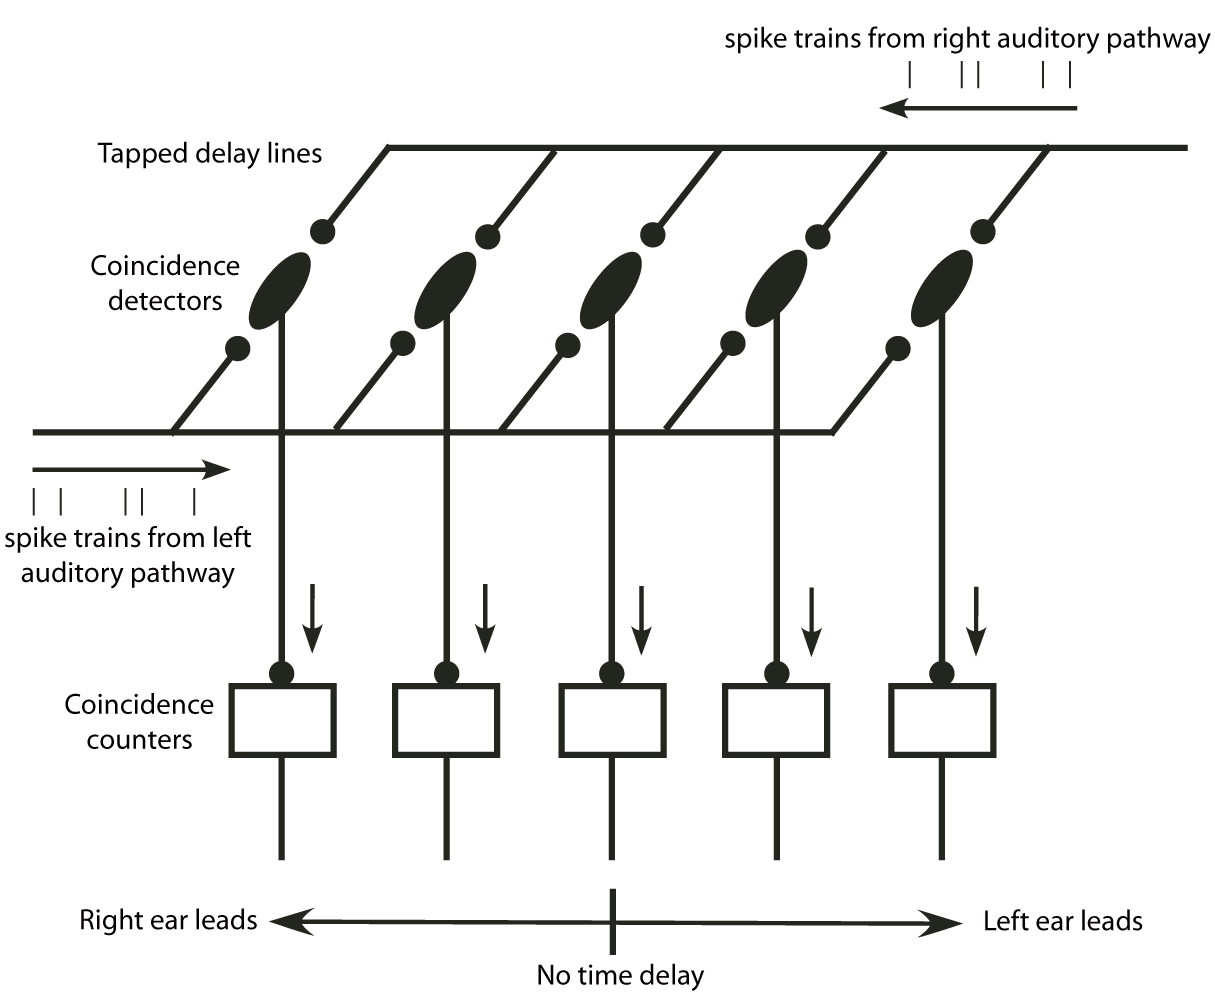 spike trains from right auditory pathway
Tapped delay lines
Coincidence
detectors
spike trains from left
auditory pathway
Coincidence
counters
Right ear leads
Left ear leads
No time delay